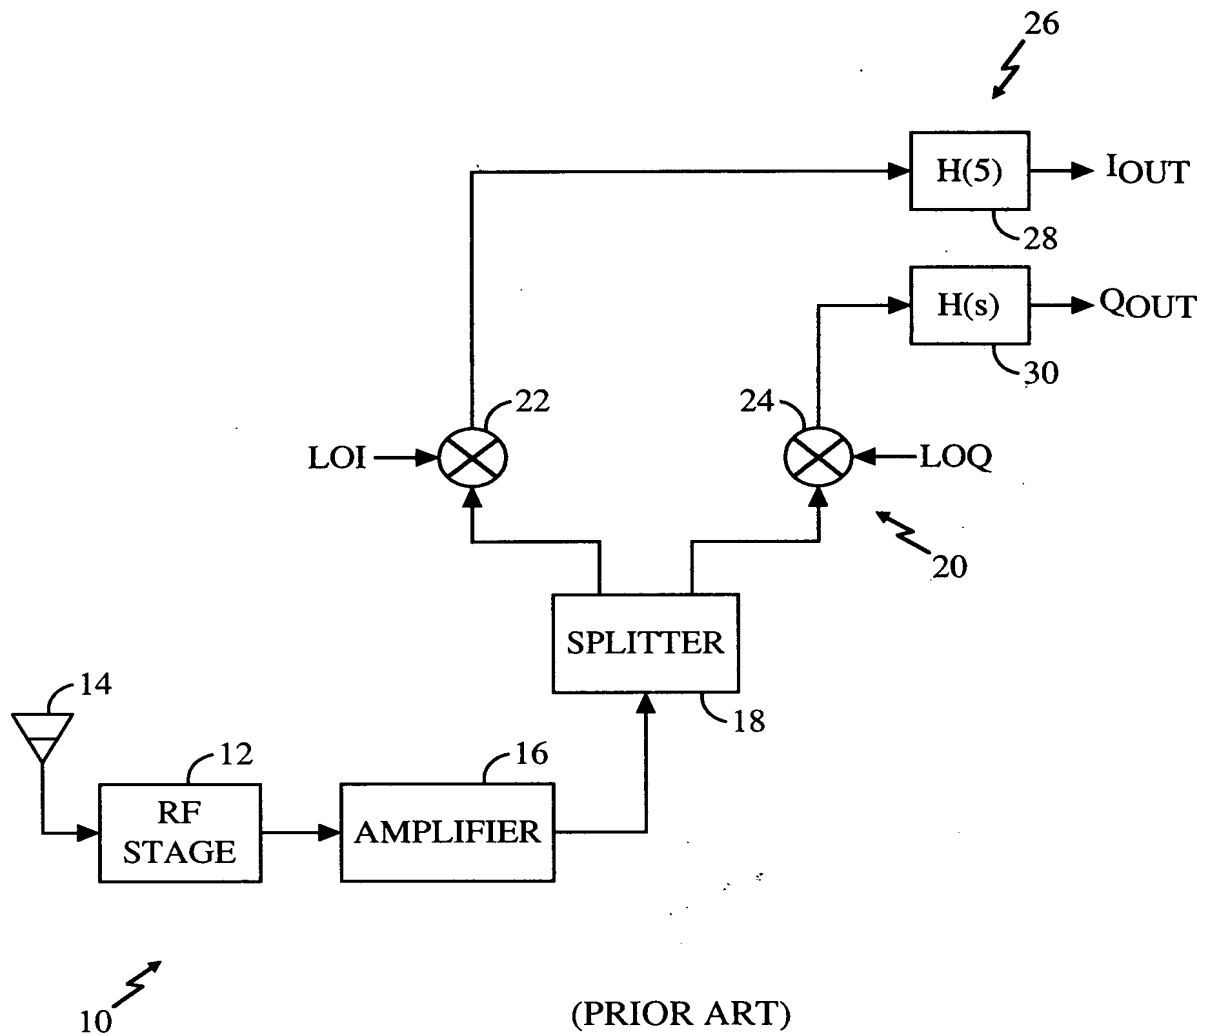 26
H(5)
IOUT
28
H(s)
QOUT
30
22
24
LOI
LOQ
20
SPLITTER
18
14
12
16
RF
STAGE
AMPLIFIER
10
(PRIOR ART)